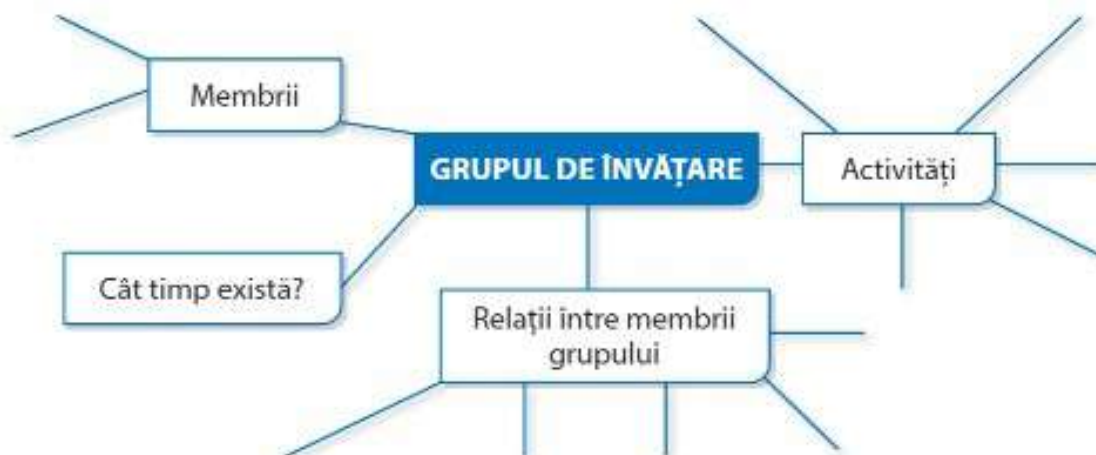 Membrii
GRUPUL DE ÎNVĂȚARE
Activități
Cât timp există?
Relații între membrii
grupului